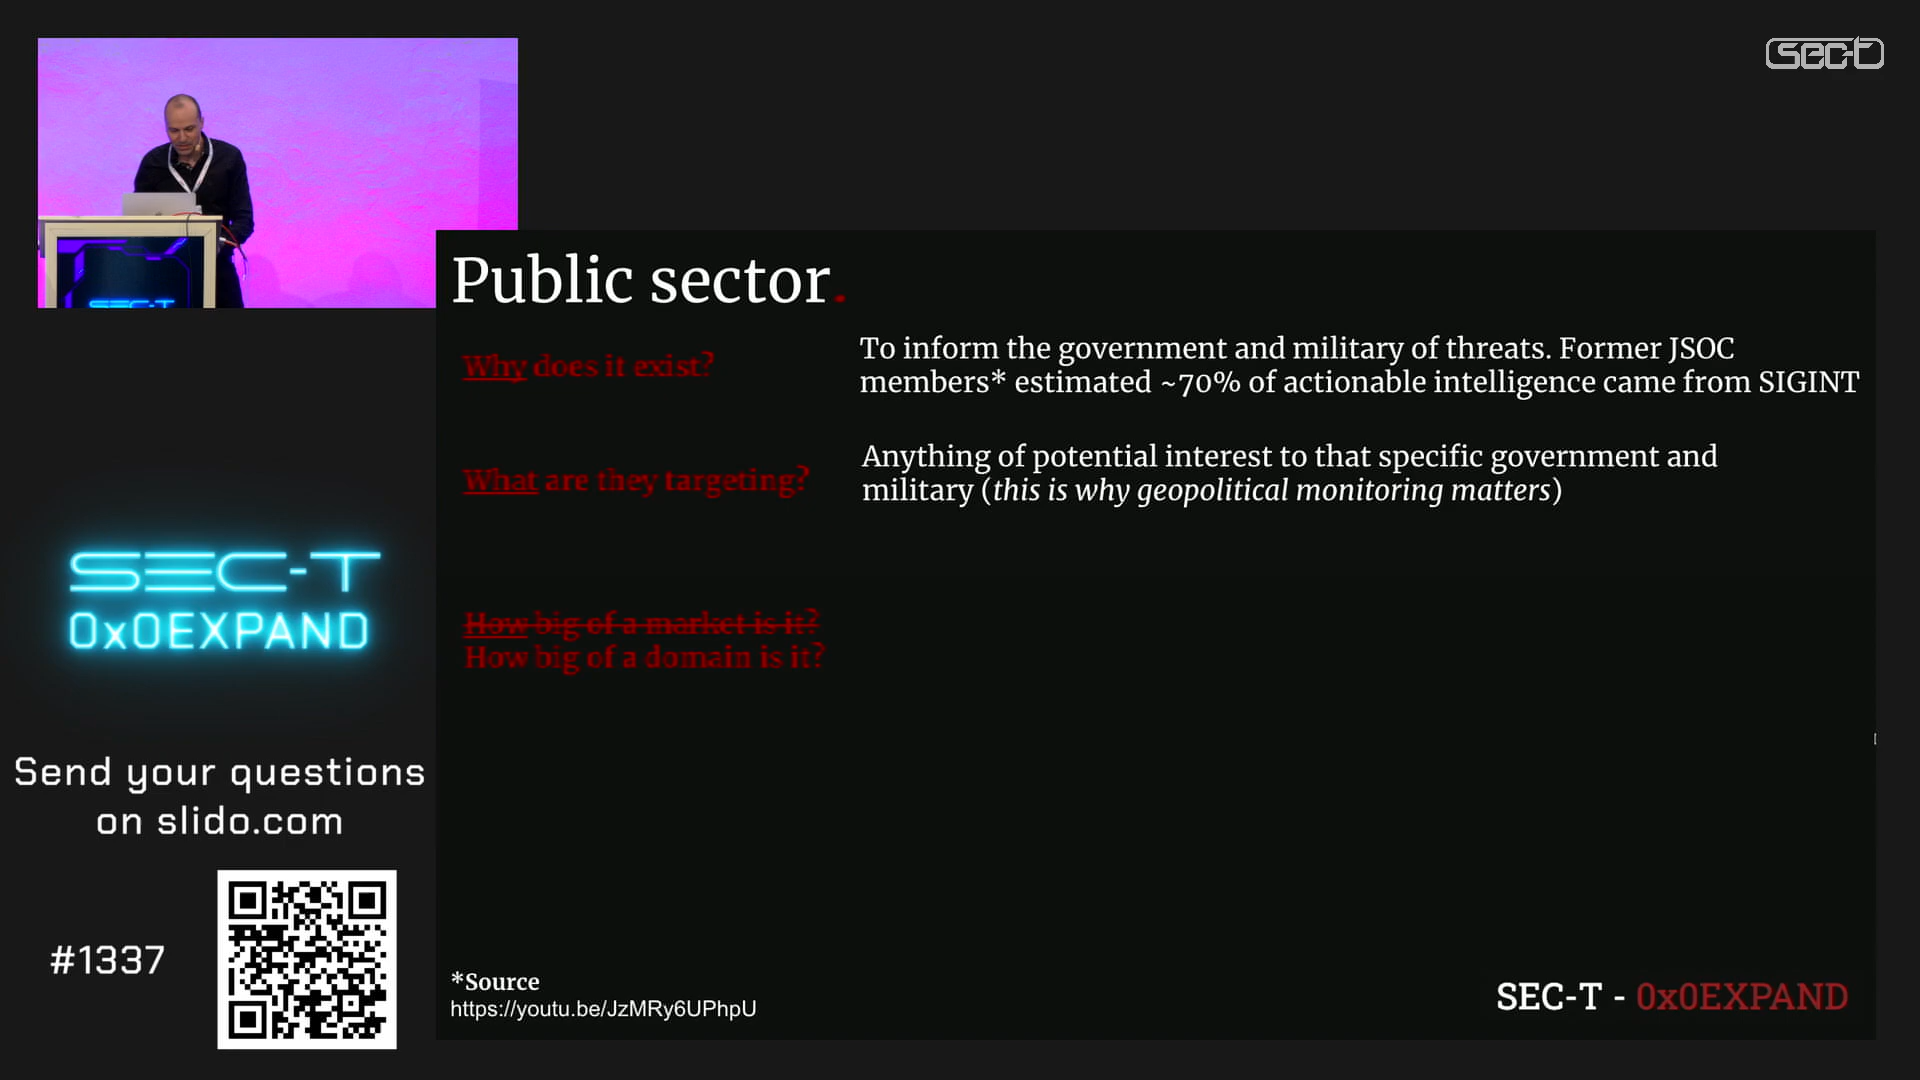 sec-t
SEC-T
Public sector.
Why does it exist?
To inform the government and military of threats. Former JSOC
members* estimated ~70% of actionable intelligence came from SIGINT
What are they targeting?
Anything of potential interest to that specific government and
military (this is why geopolitical monitoring matters)
How big of a market is it?
How big of a domain is it?
SEC-T
0x0EXPAND
Send your questions
on slido.com
#1337
*Source
https://youtu.be/JzMRy6UPhpU
SEC-T - 0x0EXPAND